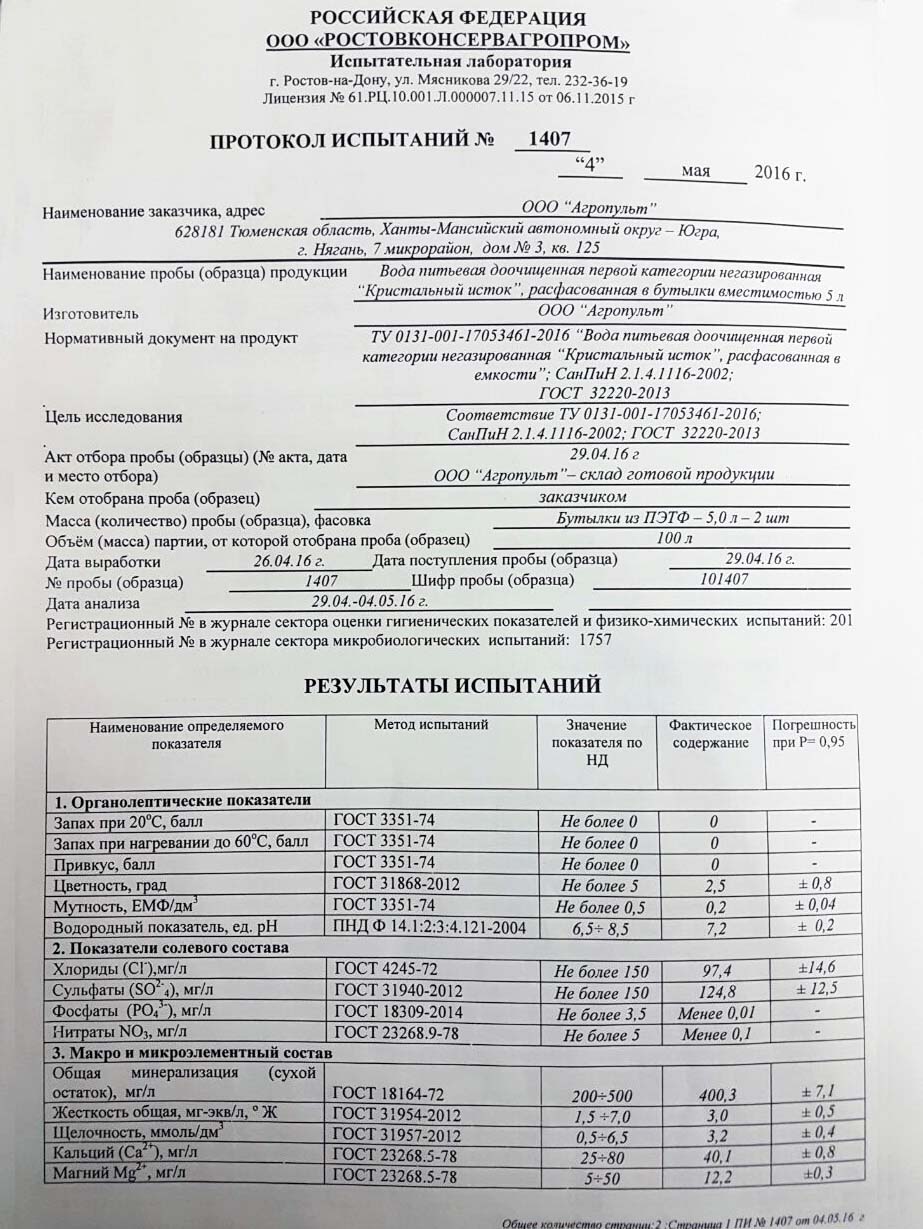 РОССИЙСКАЯ ФЕДЕРАЦИЯ
ООО «РОСТОВКОНСЕРВАГРОПРОМ»
Испытательная лаборатория
г. Ростов-на-Дону, ул. Мясникова 29/22, тел. 232-36-19
Лицензия № 61.РЦ.10.001.Л.000007.11.15 от 06.11.2015 г
ПРОТОКОЛ ИСПЫТАНИЙ № 1407
“4” мая 2016 г.
Наименование заказчика, адрес ООО “Агропульт”
628181 Тюменская область, Ханты-Мансийский автономный округ – Югра,
г. Нягань, 7 микрорайон, дом № 3, кв. 125
Наименование пробы (образца) продукции Вода питьевая доочищенная первой категории негазированная
“Кристальный исток”, расфасованная в бутылки вместимостью 5 л
Изготовитель ООО “Агропульт”
Нормативный документ на продукт ТУ 0131-001-17053461-2016 “Вода питьевая доочищенная первой
категории негазированная “Кристальный исток”, расфасованная в
емкости”; СанПиН 2.1.4.1116-2002;
ГОСТ 32220-2013
Цель исследования Соответствие ТУ 0131-001-17053461-2016;
СанПиН 2.1.4.1116-2002; ГОСТ 32220-2013
Акт отбора пробы (образцы) (№ акта, дата 29.04.16 г
и место отбора) ООО “Агропульт”– склад готовой продукции
Кем отобрана проба (образец) заказчиком
Масса (количество) пробы (образца), фасовка Бутылки из ПЭТФ – 5,0 л – 2 шт
Объём (масса) партии, от которой отобрана проба (образец) 100 л
Дата выработки 26.04.16 г. Дата поступления пробы (образца) 29.04.16 г.
№ пробы (образца) 1407 Шифр пробы (образца) 101407
Дата анализа 29.04.-04.05.16 г.
Регистрационный № в журнале сектора оценки гигиенических показателей и физико-химических испытаний: 201
Регистрационный № в журнале сектора микробиологических испытаний: 1757
РЕЗУЛЬТАТЫ ИСПЫТАНИЙ
Наименование определяемого Метод испытаний Значение Фактическое Погрешность
показателя показателя по содержание при Р= 0,95
НД
1. Органолептические показатели
Запах при 20°С, балл ГОСТ 3351-74 Не более 0 0 -
Запах при нагревании до 60°С, балл ГОСТ 3351-74 Не более 0 0 -
Привкус, балл ГОСТ 3351-74 Не более 0 0 -
Цветность, град ГОСТ 31868-2012 Не более 5 2,5 ± 0,8
Мутность, ЕМФ/дм³ ГОСТ 3351-74 Не более 0,5 0,2 ± 0,04
Водородный показатель, ед. рН ПНД Ф 14.1:2:3:4.121-2004 6,5÷ 8,5 7,2 ± 0,2
2. Показатели солевого состава
Хлориды (Cl⁻),мг/л ГОСТ 4245-72 Не более 150 97,4 ±14,6
Сульфаты (SO²⁻₄), мг/л ГОСТ 31940-2012 Не более 150 124,8 ± 12,5
Фосфаты (PO₄³⁻), мг/л ГОСТ 18309-2014 Не более 3,5 Менее 0,01 -
Нитраты NO₃, мг/л ГОСТ 23268.9-78 Не более 5 Менее 0,1 -
3. Макро и микроэлементный состав
Общая минерализация (сухой
остаток), мг/л ГОСТ 18164-72 200÷500 400,3 ± 7,1
Жесткость общая, мг-экв/л, ° Ж ГОСТ 31954-2012 1,5 ÷7,0 3,0 ± 0,5
Щелочность, ммоль/дм³ ГОСТ 31957-2012 0,5÷6,5 3,2 ± 0,4
Кальций (Ca²⁺), мг/л ГОСТ 23268.5-78 25÷80 40,1 ± 0,8
Магний Mg²⁺, мг/л ГОСТ 23268.5-78 5÷50 12,2 ±0,3
Общее количество страниц:2 ;Страница 1 ПИ № 1407 от 04.05.16 г